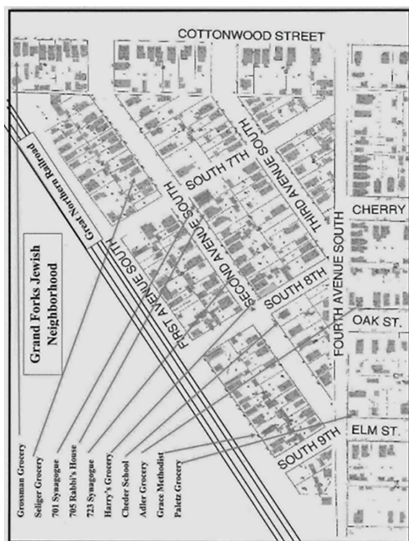 COTTONWOOD STREET
Great Northern Railroad
SOUTH 7TH
THIRD AVENUE SOUTH
SECOND AVENUE SOUTH
FIRST AVENUE SOUTH
SOUTH 8TH
FOURTH AVENUE SOUTH
CHERRY
OAK ST.
ELM ST.
SOUTH 9TH
Grand Forks Jewish
Neighborhood
Grossman Grocery
Seliger Grocery
701 Synagogue
705 Rabbi's House
723 Synagogue
Harry's Grocery
Cheder School
Adler Grocery
Grace Methodist
Paletz Grocery